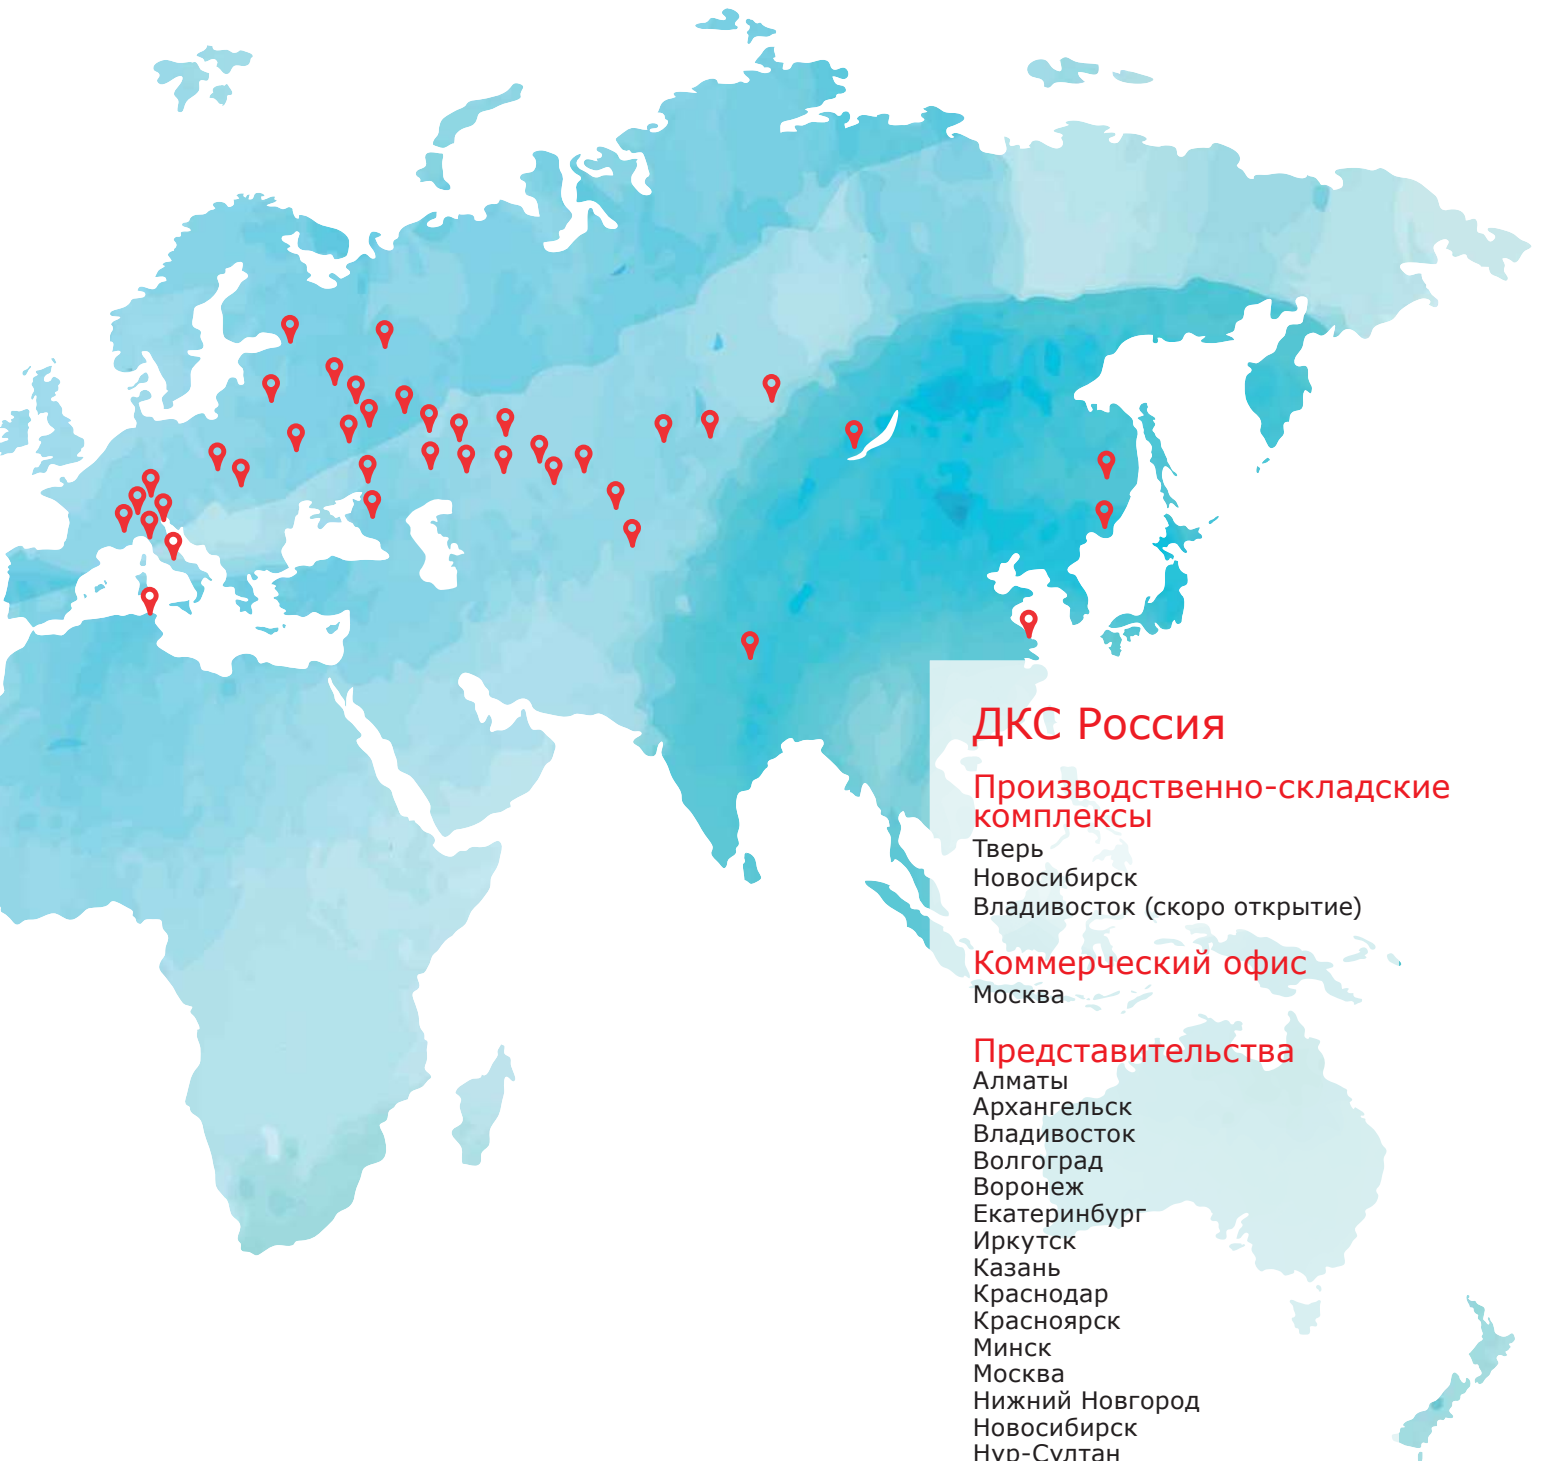 ДКС Россия
Производственно-складские
комплексы
Тверь
Новосибирск
Владивосток (скоро открытие)
Коммерческий офис
Москва
Представительства
Алматы
Архангельск
Владивосток
Волгоград
Воронеж
Екатеринбург
Иркутск
Казань
Краснодар
Красноярск
Минск
Москва
Нижний Новгород
Новосибирск
Нур-Султан